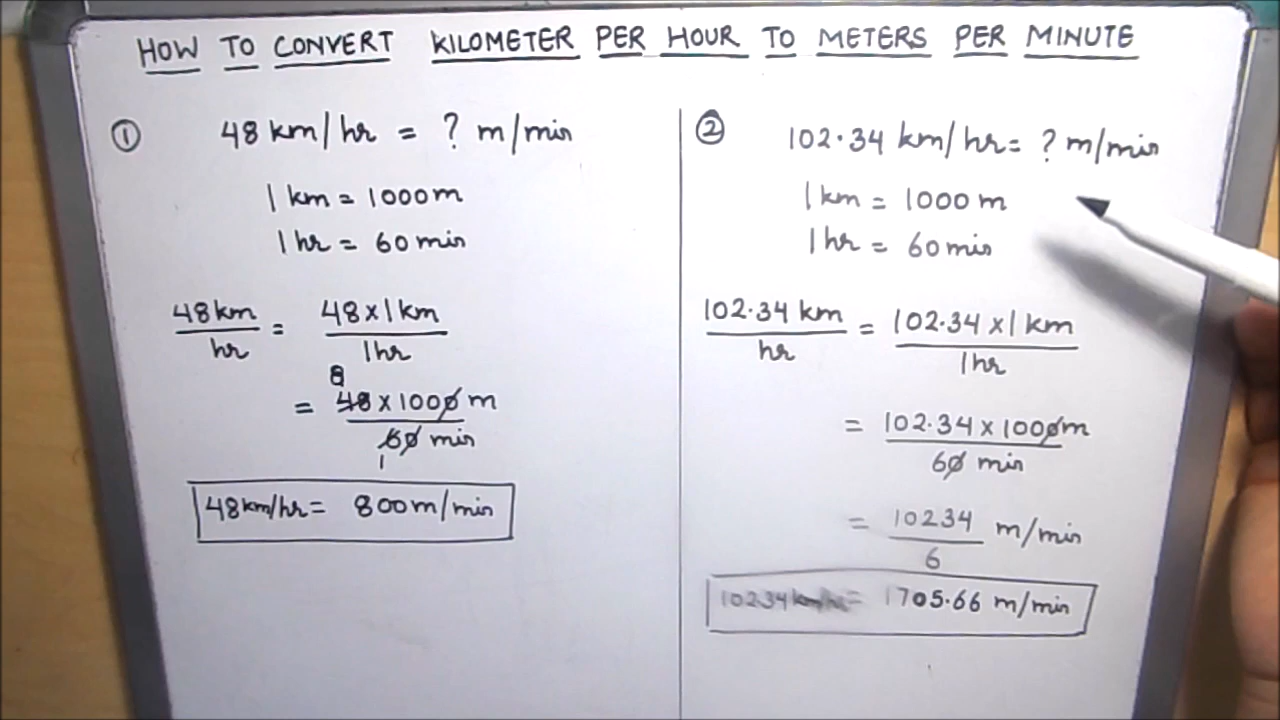 HOW TO CONVERT KILOMETER PER HOUR TO METERS PER MINUTE
① 48 km/hr = ? m/min
1 km = 1000 m
1 hr = 60 min
48 km
hr
=
48 x 1 km
1 hr
8
= 48 x 1000 m
60 min
1
48 km/hr = 800 m/min
② 102.34 km/hr = ? m/min
1 km = 1000 m
1 hr = 60 min
102.34 km
hr
=
102.34 x 1 km
1 hr
= 102.34 x 1000 m
60 min
= 10234 m/min
6
10234 km/hr = 1705.66 m/min